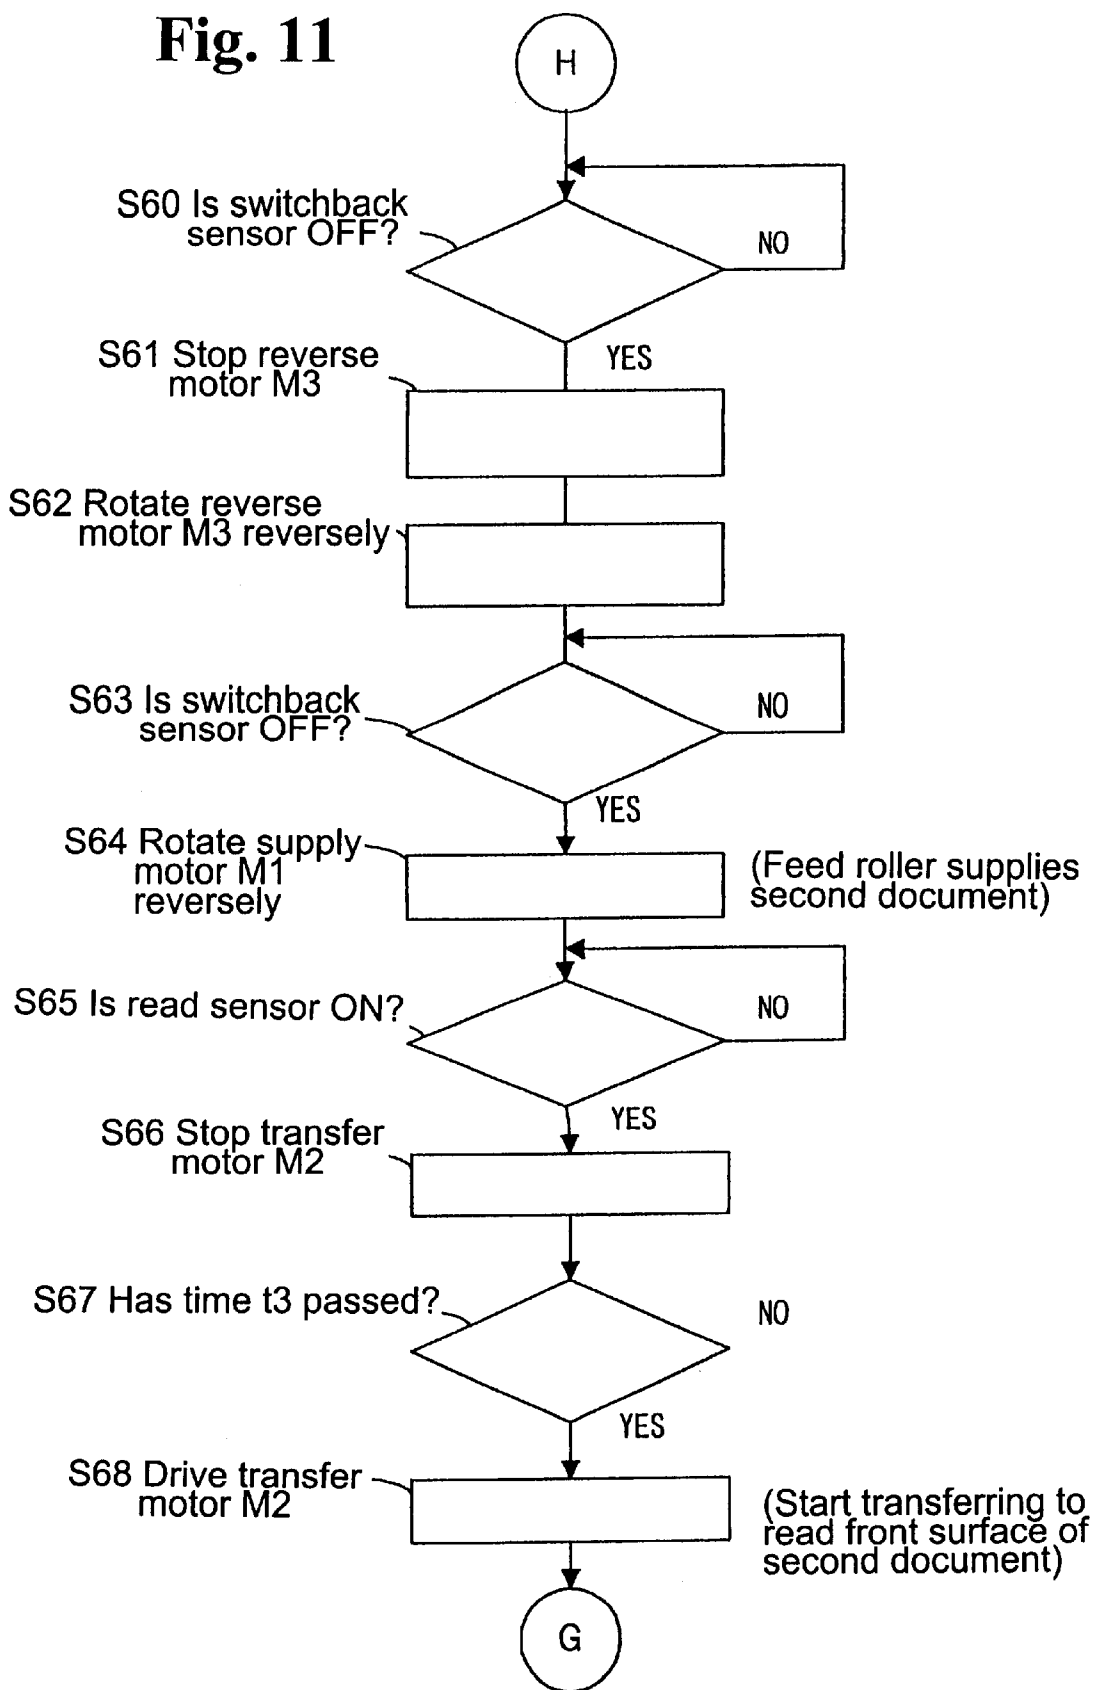 Fig. 11
H
S60 Is switchback
sensor OFF?
NO
YES
S61 Stop reverse
motor M3
S62 Rotate reverse
motor M3 reversely
S63 Is switchback
sensor OFF?
NO
YES
S64 Rotate supply
motor M1
reversely
(Feed roller supplies
second document)
S65 Is read sensor ON?
NO
YES
S66 Stop transfer
motor M2
S67 Has time t3 passed?
NO
YES
S68 Drive transfer
motor M2
(Start transferring to
read front surface of
second document)
G